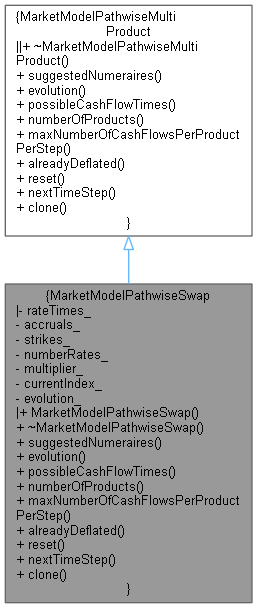 {MarketModelPathwiseMulti
Product
||+ ~MarketModelPathwiseMulti
Product()
+ suggestedNumeraires()
+ evolution()
+ possibleCashFlowTimes()
+ numberOfProducts()
+ maxNumberOfCashFlowsPerProduct
PerStep()
+ alreadyDeflated()
+ reset()
+ nextTimeStep()
+ clone()
}
{MarketModelPathwiseSwap
|- rateTimes_
- accruals_
- strikes_
- numberRates_
- multiplier_
- currentIndex_
- evolution_
|+ MarketModelPathwiseSwap()
+ ~MarketModelPathwiseSwap()
+ suggestedNumeraires()
+ evolution()
+ possibleCashFlowTimes()
+ numberOfProducts()
+ maxNumberOfCashFlowsPerProduct
PerStep()
+ alreadyDeflated()
+ reset()
+ nextTimeStep()
+ clone()
}